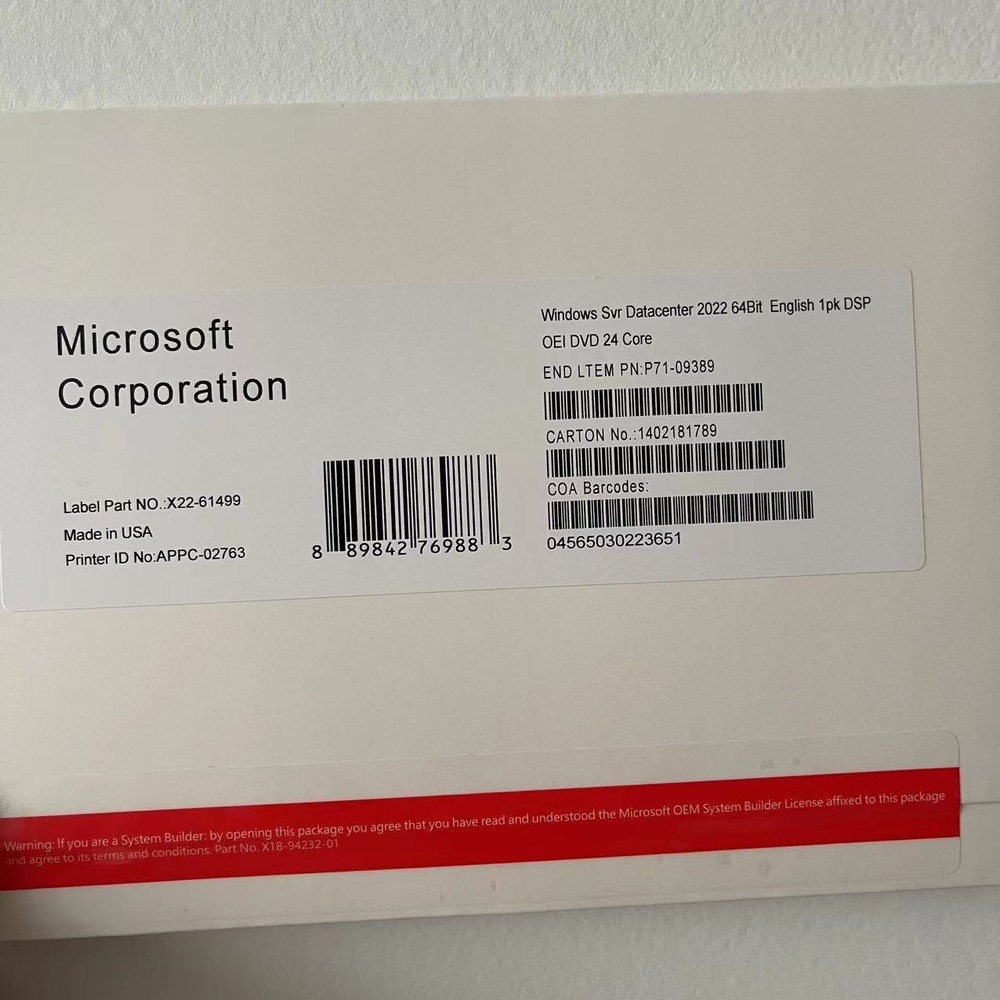 Microsoft
Corporation
Label Part NO.:X22-61499
Made in USA
Printer ID No:APPC-02763
8 89842 76988 3
Windows Svr Datacenter 2022 64Bit English 1pk DSP
OEI DVD 24 Core
END LTEM PN:P71-09389
CARTON No.:1402181789
COA Barcodes:
04565030223651
Warning: If you are a System Builder: by opening this package you agree that you have read and understood the Microsoft OEM System Builder License affixed to this package
and agree to its terms and conditions. Part No. X18-94232-01